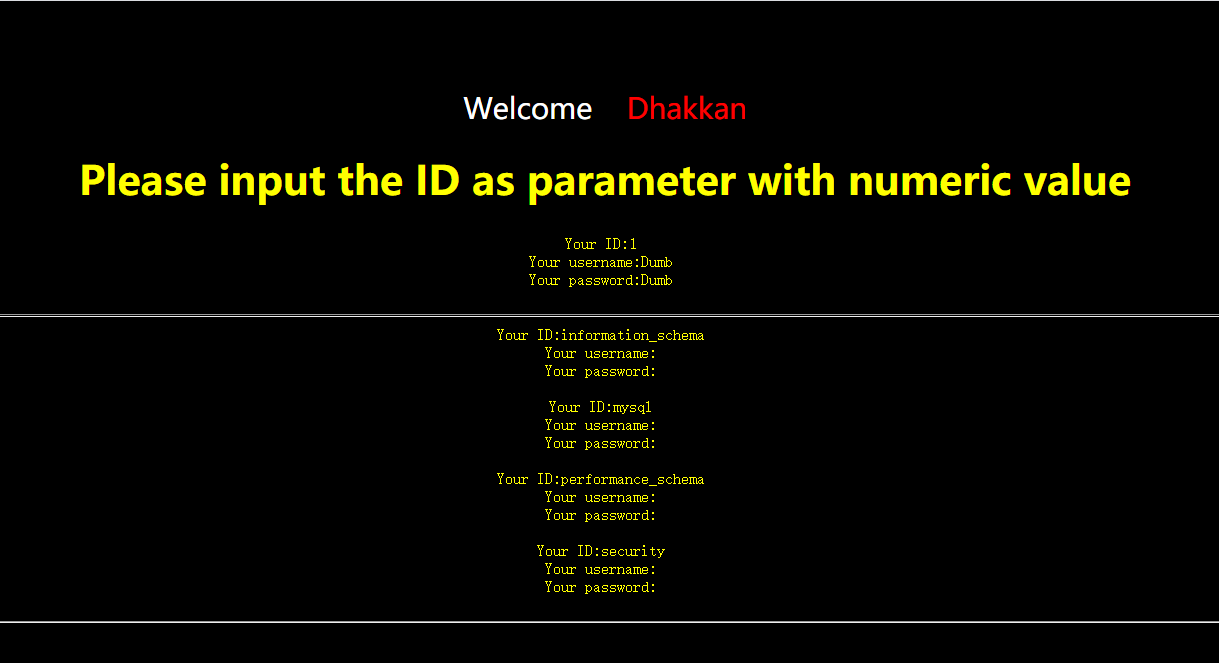 Welcome Dhakkan
Please input the ID as parameter with numeric value
Your ID:1
Your username:Dumb
Your password:Dumb
Your ID:information_schema
Your username:
Your password:
Your ID:mysql
Your username:
Your password:
Your ID:performance_schema
Your username:
Your password:
Your ID:security
Your username:
Your password: